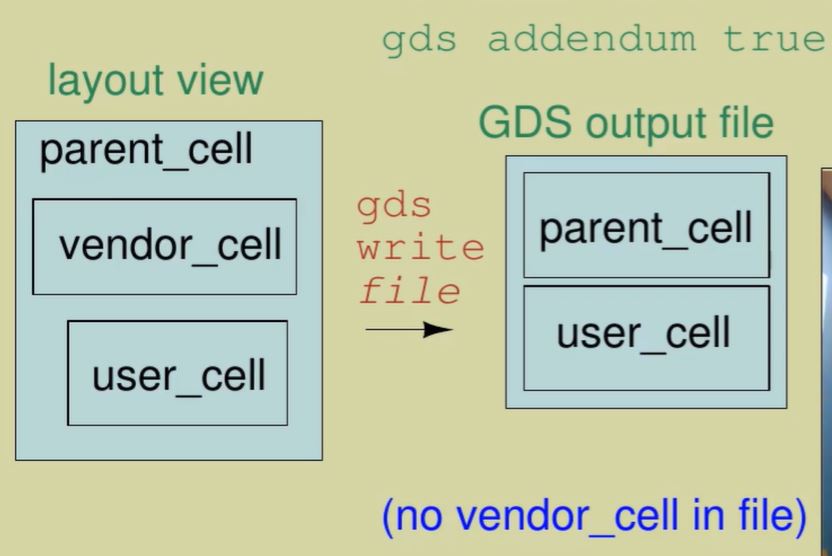 gds addendum true
layout view
parent_cell
vendor_cell
user_cell
gds
write
file
GDS output file
parent_cell
user_cell
(no vendor_cell in file)